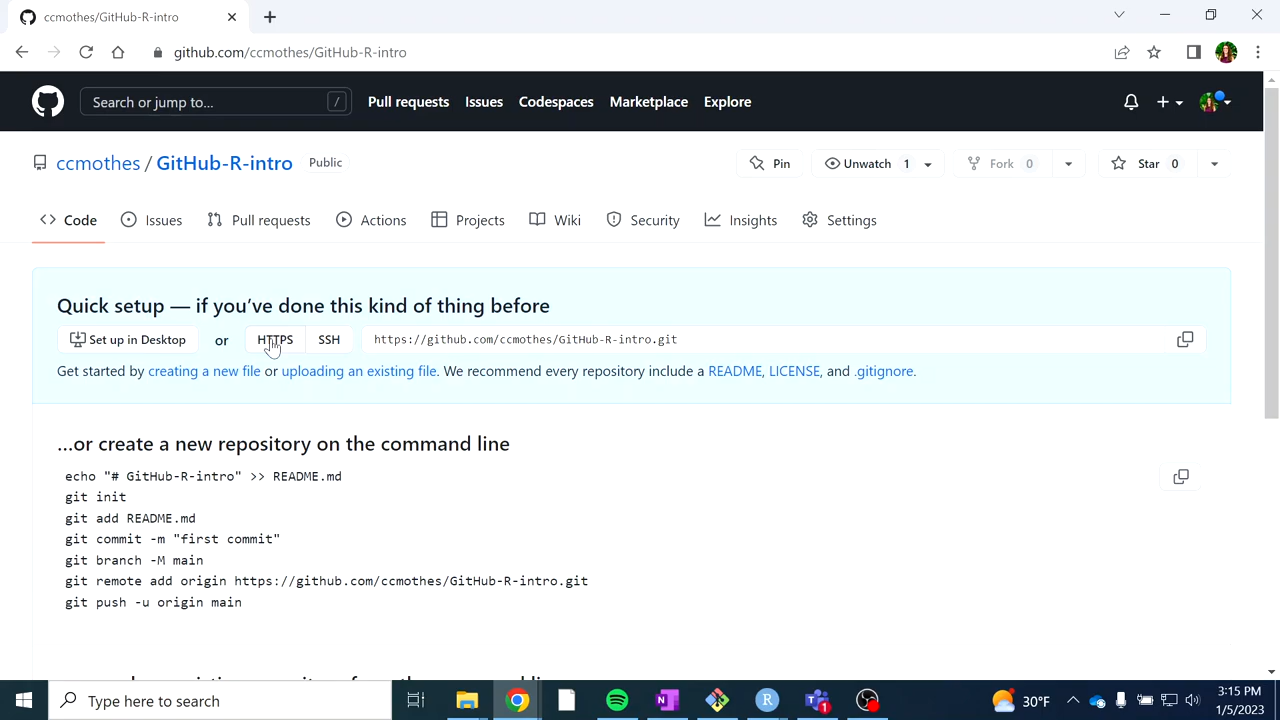 ccmothes/GitHub-R-intro
github.com/ccmothes/GitHub-R-intro
Search or jump to... /
Pull requests Issues Codespaces Marketplace Explore
ccmothes / GitHub-R-intro Public
Pin Unwatch 1 Fork 0 Star 0
Code Issues Pull requests Actions Projects Wiki Security Insights Settings
Quick setup — if you've done this kind of thing before
Set up in Desktop or HTTPS SSH https://github.com/ccmothes/GitHub-R-intro.git
Get started by creating a new file or uploading an existing file. We recommend every repository include a README, LICENSE, and .gitignore.
...or create a new repository on the command line
echo "# GitHub-R-intro" >> README.md
git init
git add README.md
git commit -m "first commit"
git branch -M main
git remote add origin https://github.com/ccmothes/GitHub-R-intro.git
git push -u origin main
Type here to search
30°F
3:15 PM
1/5/2023